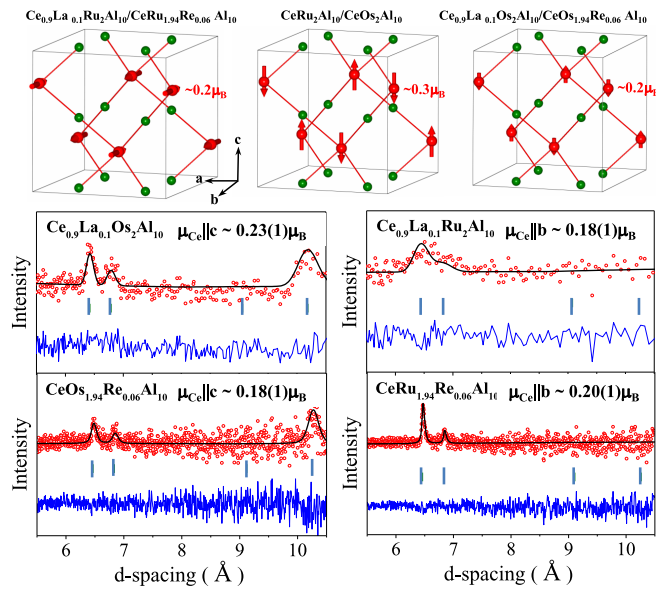 Ce0.9La 0.1Ru2Al10/CeRu1.94Re0.06 Al10
CeRu2Al10/CeOs2Al10
Ce0.9La 0.1Os2Al10/CeOs1.94Re0.06 Al10
~0.2μB
~0.3μB
~0.2μB
c
a
b
Ce0.9La0.1Os2Al10 μCe||c ~ 0.23(1)μB
Intensity
Ce0.9La0.1Ru2Al10 μCe||b ~ 0.18(1)μB
Intensity
CeOs1.94Re0.06Al10 μCe||c ~ 0.18(1)μB
Intensity
6 7 8 9 10
d-spacing ( Å )
CeRu1.94Re0.06Al10 μCe||b ~ 0.20(1)μB
Intensity
6 7 8 9 10
d-spacing ( Å )